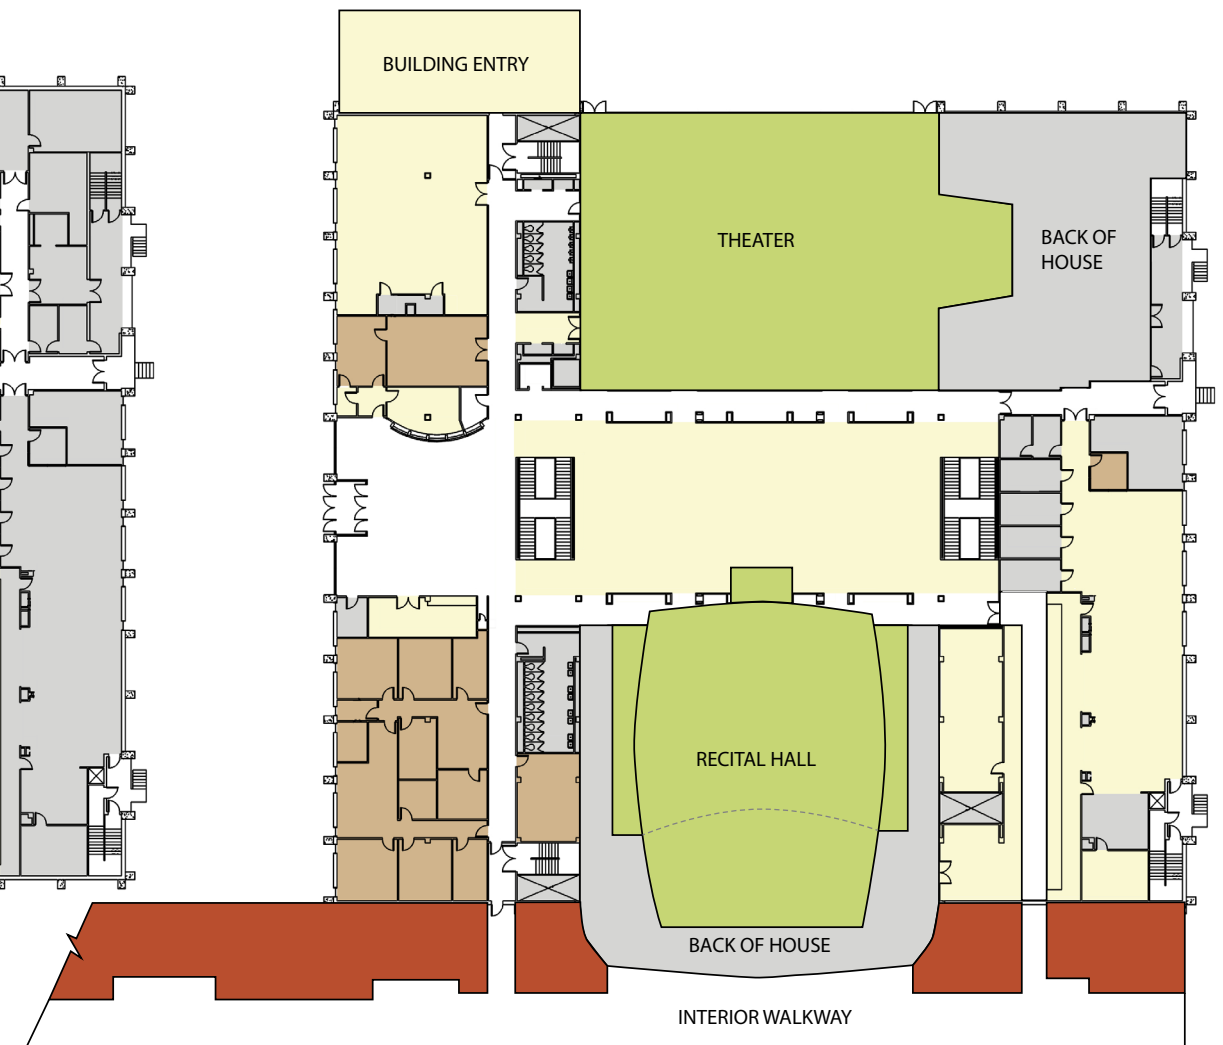 BUILDING ENTRY
THEATER
BACK OF
HOUSE
RECITAL HALL
BACK OF HOUSE
INTERIOR WALKWAY